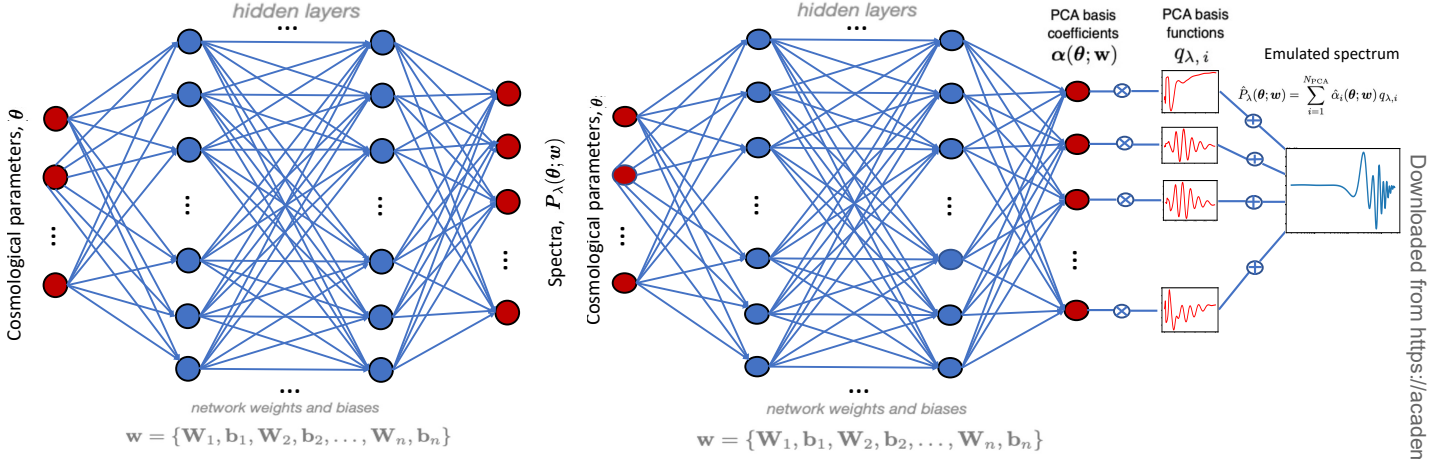 hidden layers
...
Cosmological parameters, θ
...
...
...
...
Spectra, P_λ(θ; w)
...
network weights and biases
w = {W₁, b₁, W₂, b₂, . . . , Wₙ, bₙ}
hidden layers
...
Cosmological parameters, θ
...
...
...
...
...
network weights and biases
w = {W₁, b₁, W₂, b₂, . . . , Wₙ, bₙ}
PCA basis
coefficients
α(θ; w)
PCA basis
functions
q_λ, i
Emulated spectrum
P̂_λ(θ; w) = ∑_{i=1}^{N_PCA} α̂_i(θ; w) q_λ,i
Downloaded from https://acaden